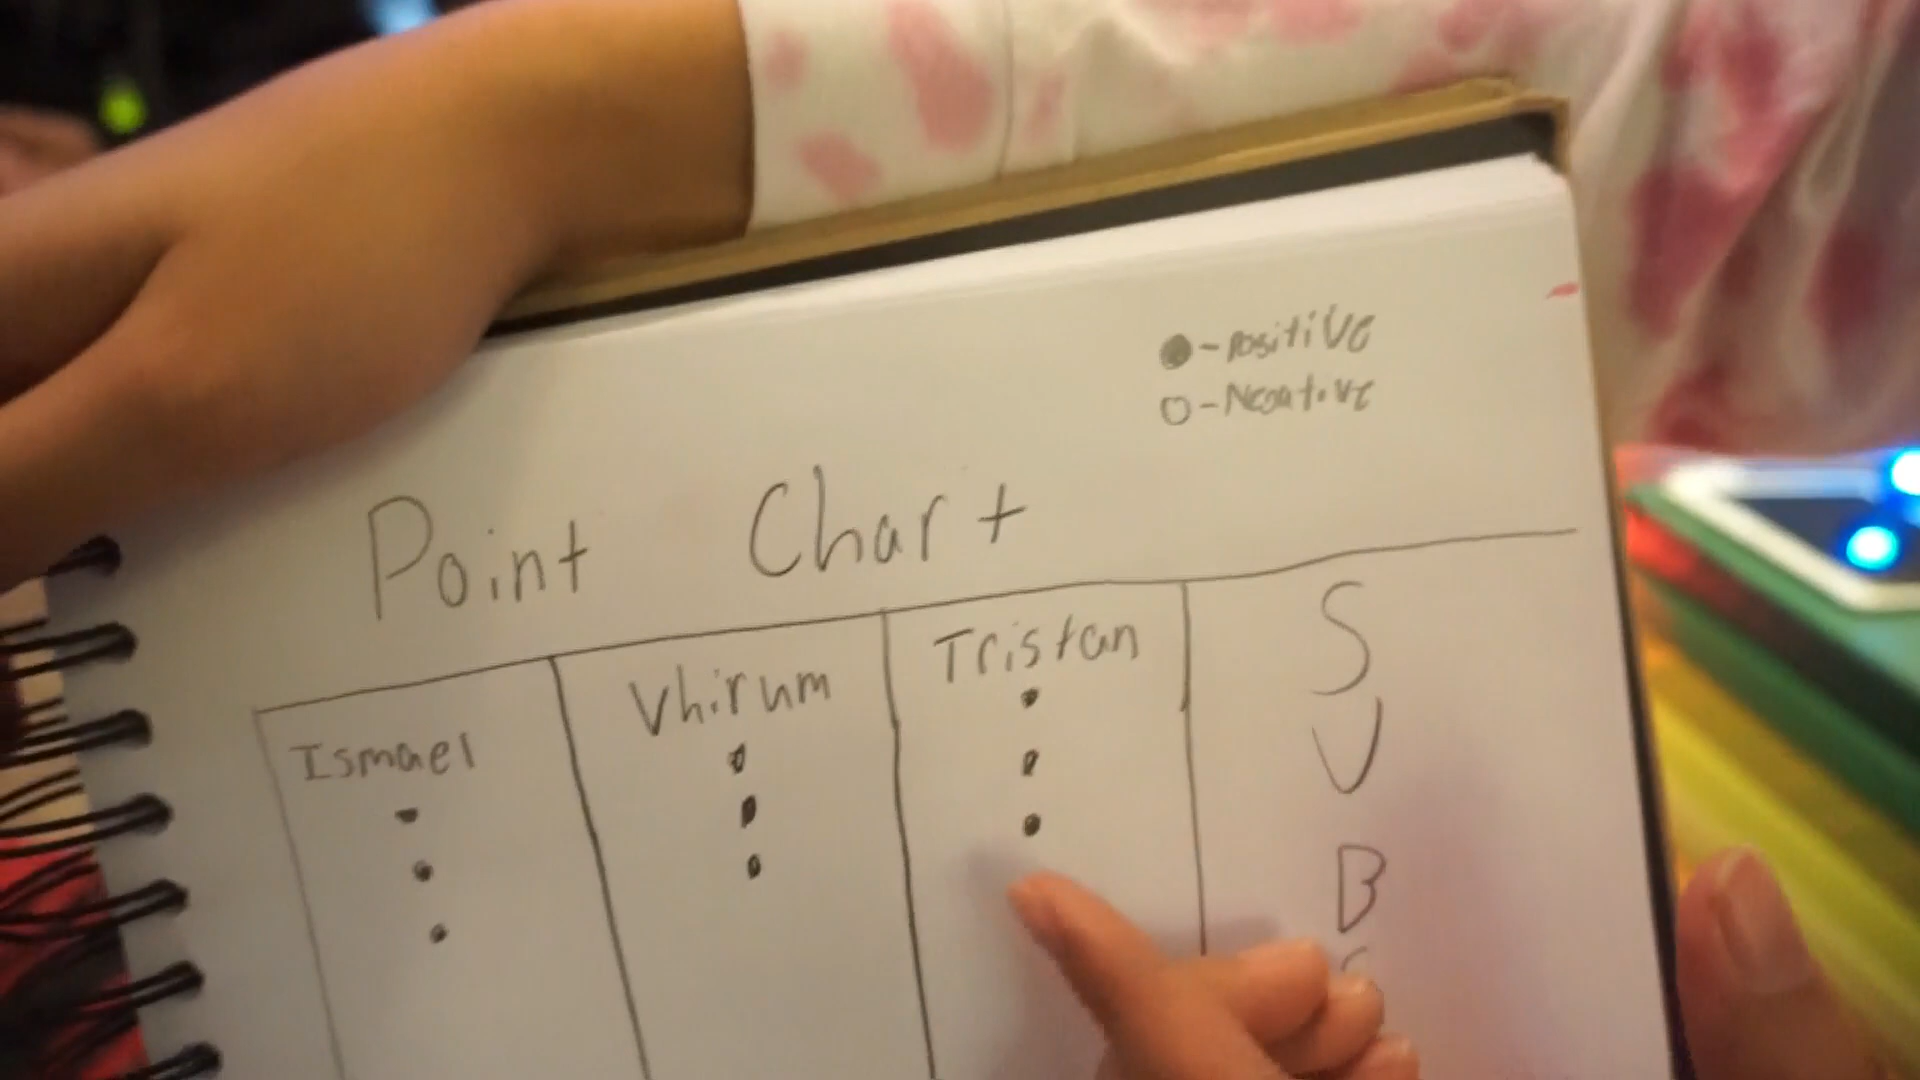 ●-positive
○-Negative
Point Chart
Ismael Vhirum Tristan
S
U
B